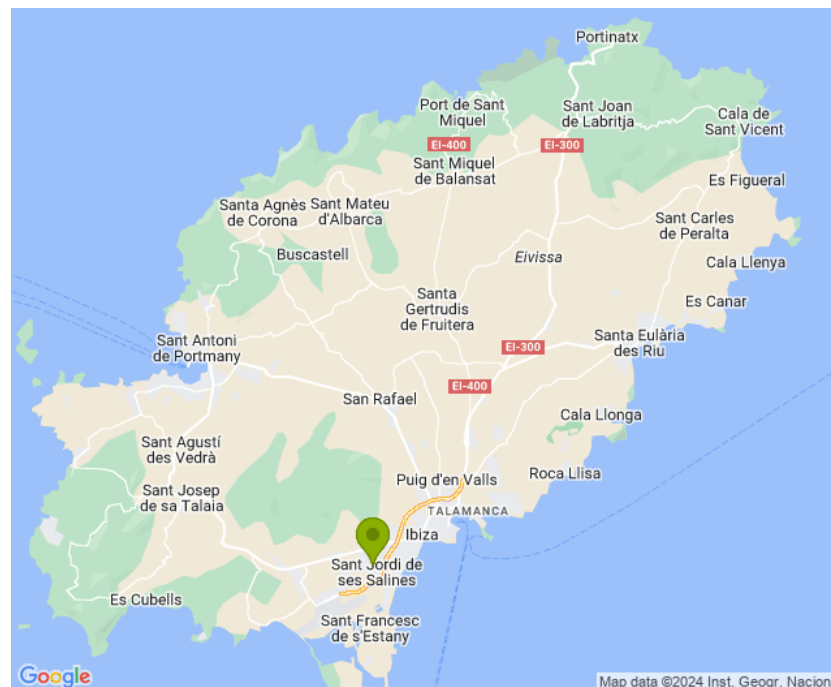 Portinatx
Port de Sant
Miquel
Sant Joan
de Labritja
Cala de
Sant Vicent
EI-400
EI-300
Sant Miquel
de Balansat
Es Figueral
Santa Agnès
de Corona
Sant Mateu
d'Albarca
Sant Carles
de Peralta
Buscastell
Eivissa
Cala Llenya
Santa
Gertrudis
de Fruitera
Es Canar
Sant Antoni
de Portmany
Santa Eulària
des Riu
EI-300
EI-400
San Rafael
Cala Llonga
Sant Agustí
des Vedrà
Roca Llisa
Puig d'en Valls
Sant Josep
de sa Talaia
TALAMANCA
Ibiza
Sant Jordi de
ses Salines
Es Cubells
Sant Francesc
de s'Estany
Google
Map data ©2024 Inst. Geogr. Nacion